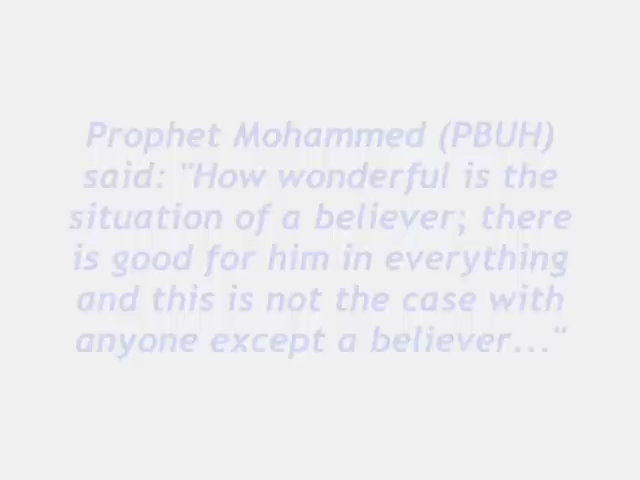 Prophet Mohammed (PBUH)
said: "How wonderful is the
situation of a believer; there
is good for him in everything
and this is not the case with
anyone except a believer..."